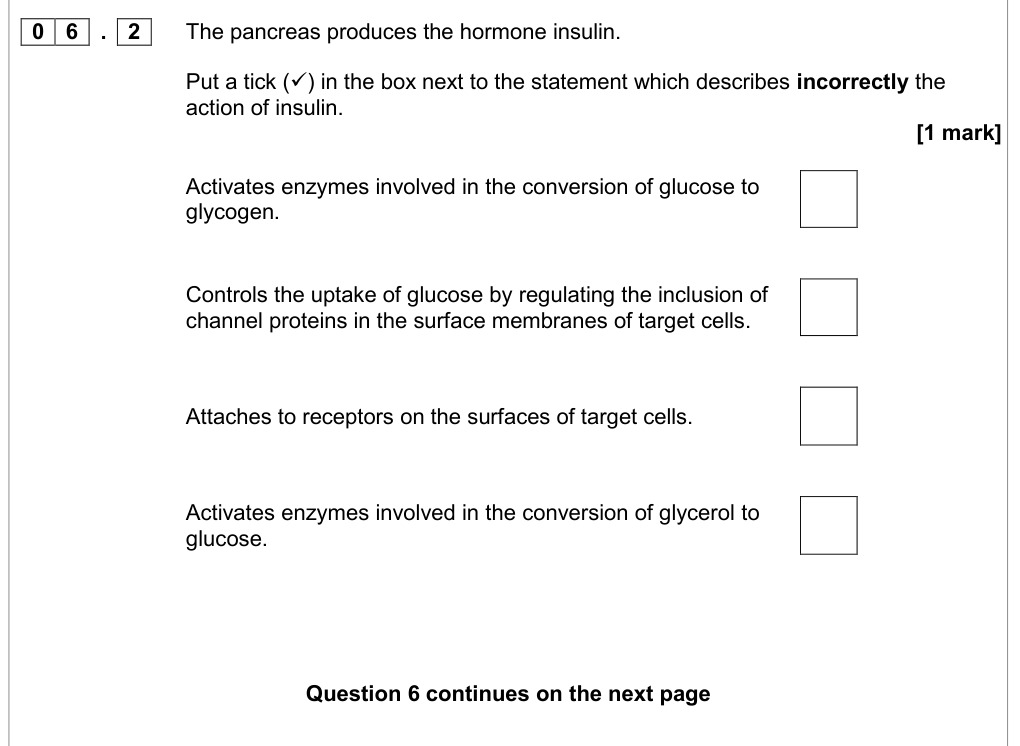 0 6 . 2 The pancreas produces the hormone insulin.
Put a tick (✓) in the box next to the statement which describes incorrectly the
action of insulin.
[1 mark]
Activates enzymes involved in the conversion of glucose to
glycogen.
Controls the uptake of glucose by regulating the inclusion of
channel proteins in the surface membranes of target cells.
Attaches to receptors on the surfaces of target cells.
Activates enzymes involved in the conversion of glycerol to
glucose.
Question 6 continues on the next page